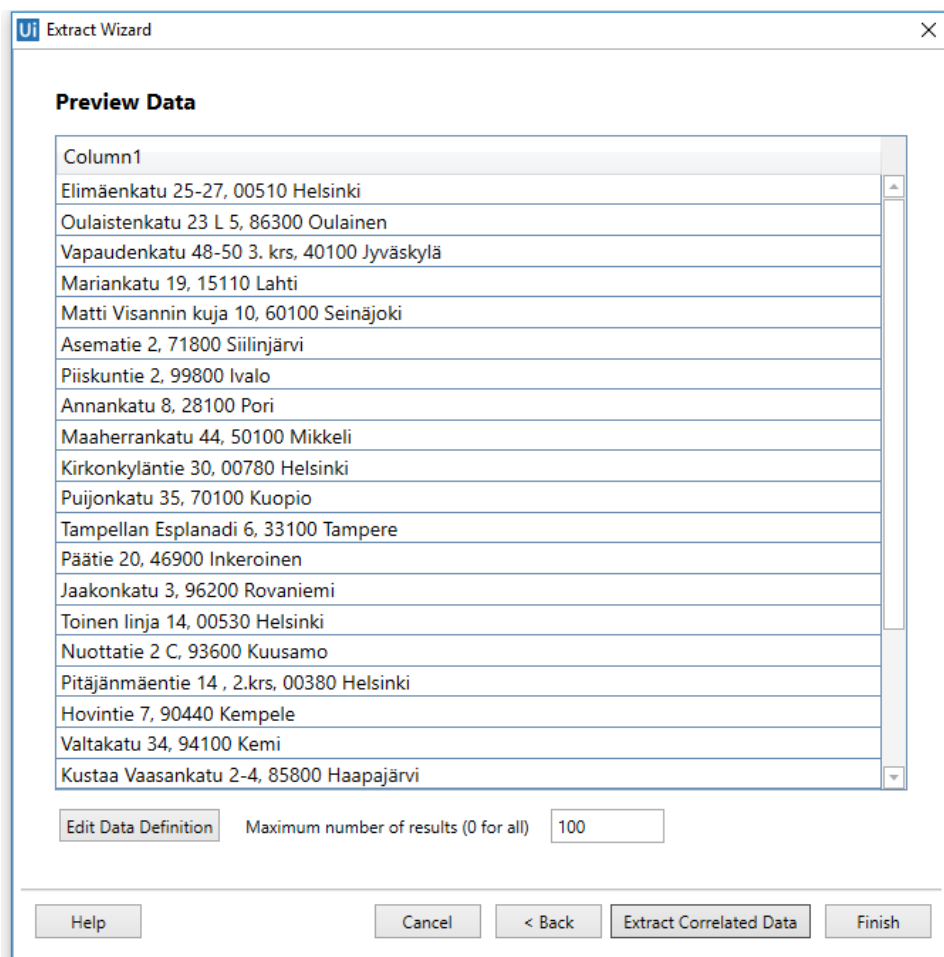 Ui Extract Wizard
Preview Data
Column1
Elimäenkatu 25-27, 00510 Helsinki
Oulaistenkatu 23 L 5, 86300 Oulainen
Vapaudenkatu 48-50 3. krs, 40100 Jyväskylä
Mariankatu 19, 15110 Lahti
Matti Visannin kuja 10, 60100 Seinäjoki
Asematie 2, 71800 Siilinjärvi
Piiskuntie 2, 99800 Ivalo
Annankatu 8, 28100 Pori
Maaherrankatu 44, 50100 Mikkeli
Kirkonkyläntie 30, 00780 Helsinki
Puijonkatu 35, 70100 Kuopio
Tampellan Esplanadi 6, 33100 Tampere
Päätie 20, 46900 Inkeroinen
Jaakonkatu 3, 96200 Rovaniemi
Toinen linja 14, 00530 Helsinki
Nuottatie 2 C, 93600 Kuusamo
Pitäjänmäentie 14 , 2.krs, 00380 Helsinki
Hovintie 7, 90440 Kempele
Valtakatu 34, 94100 Kemi
Kustaa Vaasankatu 2-4, 85800 Haapajärvi
Edit Data Definition Maximum number of results (0 for all) 100
Help Cancel < Back Extract Correlated Data Finish